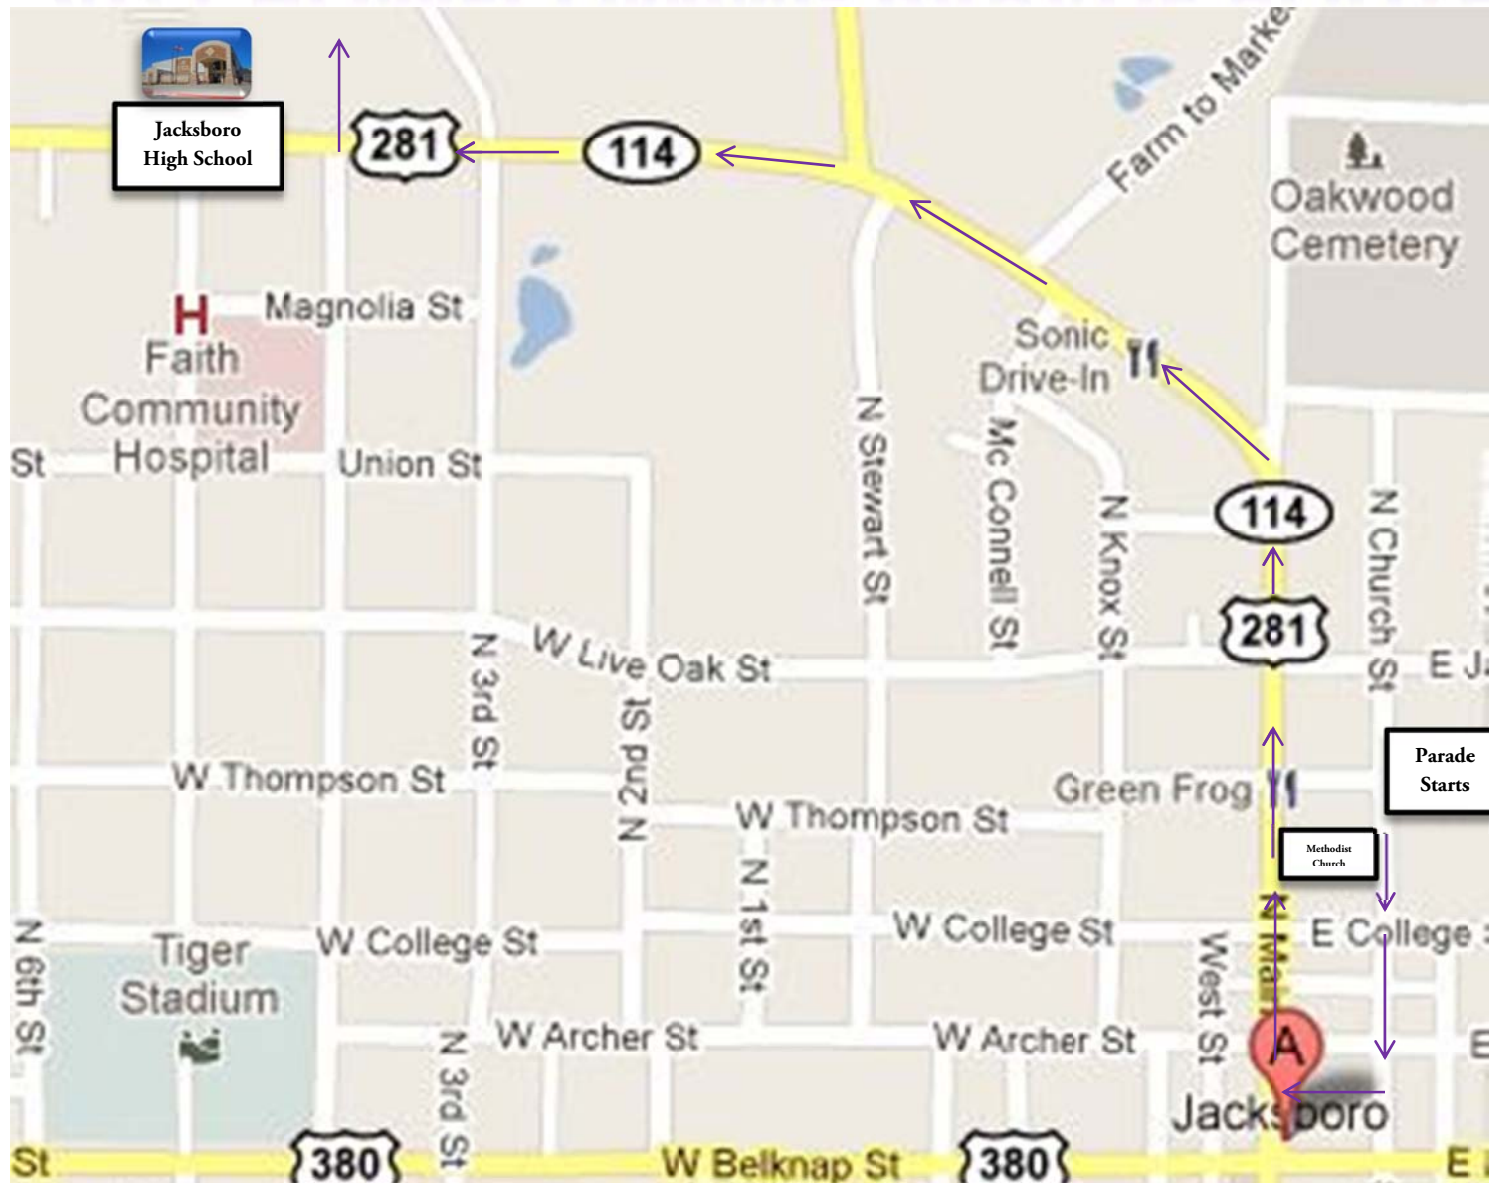 Jacksboro
High School
281
114
Farm to Marke
Oakwood
Cemetery
H
Magnolia St
Faith
Community
Hospital
St
Union St
Sonic
Drive-In
N Stewart St
Mc Connell St
N Knox St
114
N Church St
281
W Live Oak St
E Ja
N 3rd St
N 2nd St
W Thompson St
Green Frog
Parade
Starts
W Thompson St
Methodist
Church
N 1st St
N Main
W College St
E College
N 6th St
Tiger
Stadium
W College St
West St
W Archer St
W Archer St
A
E
N 3rd St
Jacksboro
St
380
W Belknap St
380
E